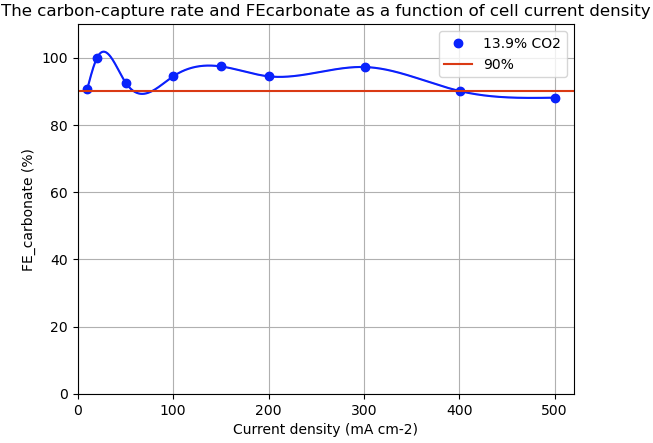 The carbon-capture rate and FEcarbonate as a function of cell current density
13.9% CO2
90%
FE_carbonate (%)
100
80
60
40
20
0
0 100 200 300 400 500
Current density (mA cm-2)